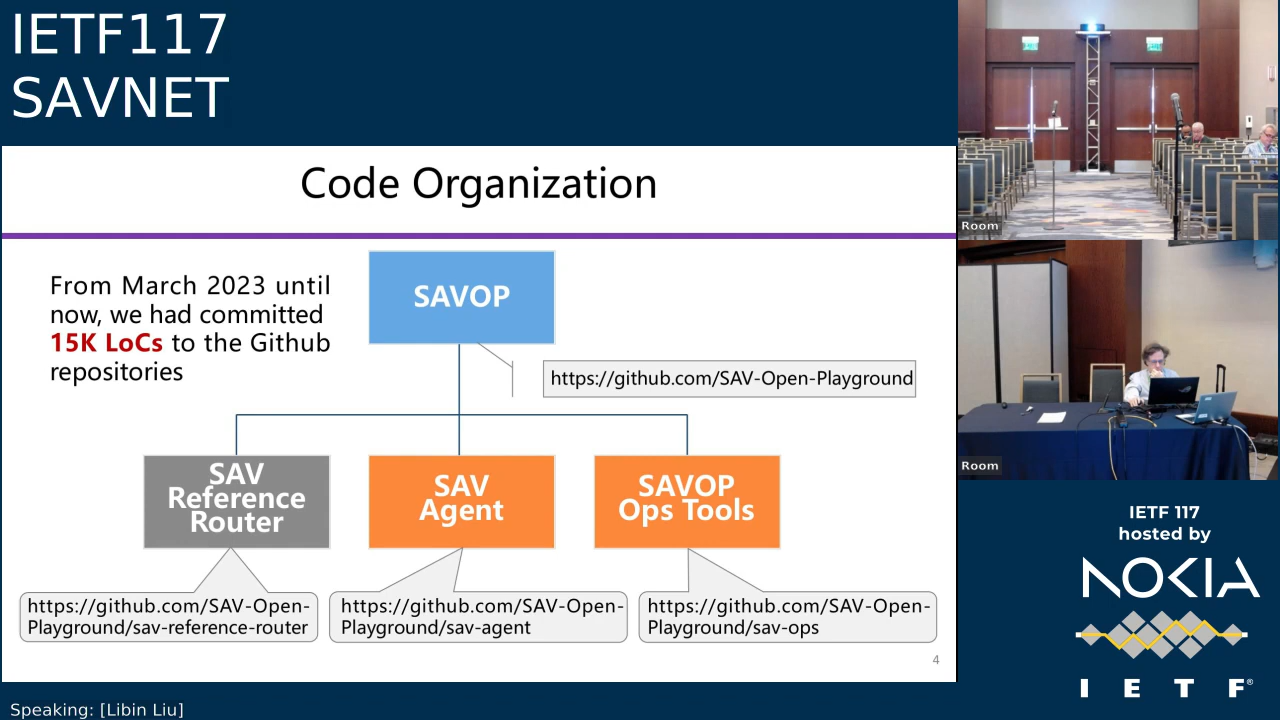 IETF117
SAVNET
Code Organization
From March 2023 until
now, we had committed
15K LoCs to the Github
repositories
SAVOP
https://github.com/SAV-Open-Playground
SAV
Reference
Router
SAV
Agent
SAVOP
Ops Tools
https://github.com/SAV-Open-
Playground/sav-reference-router
https://github.com/SAV-Open-
Playground/sav-agent
https://github.com/SAV-Open-
Playground/sav-ops
4
Speaking: [Libin Liu]
Room
Room
IETF 117
hosted by
NOKIA
I E T F®